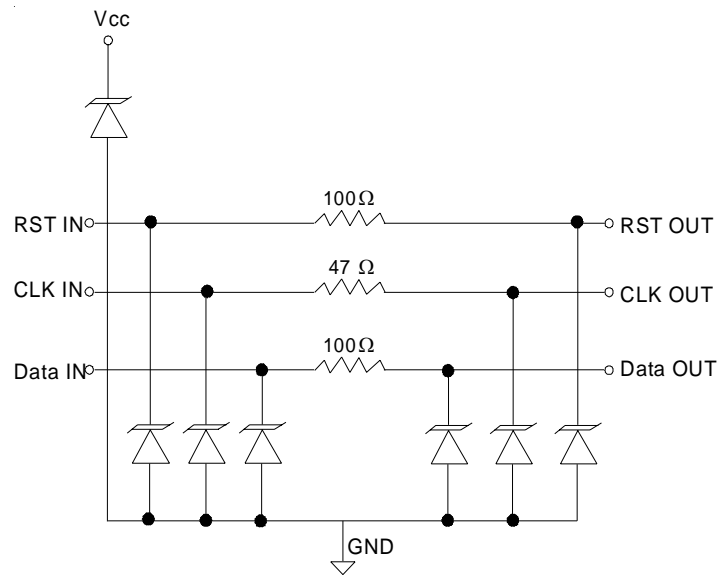 Vcc
100Ω
RST IN
RST OUT
47 Ω
CLK IN
CLK OUT
100Ω
Data IN
Data OUT
GND